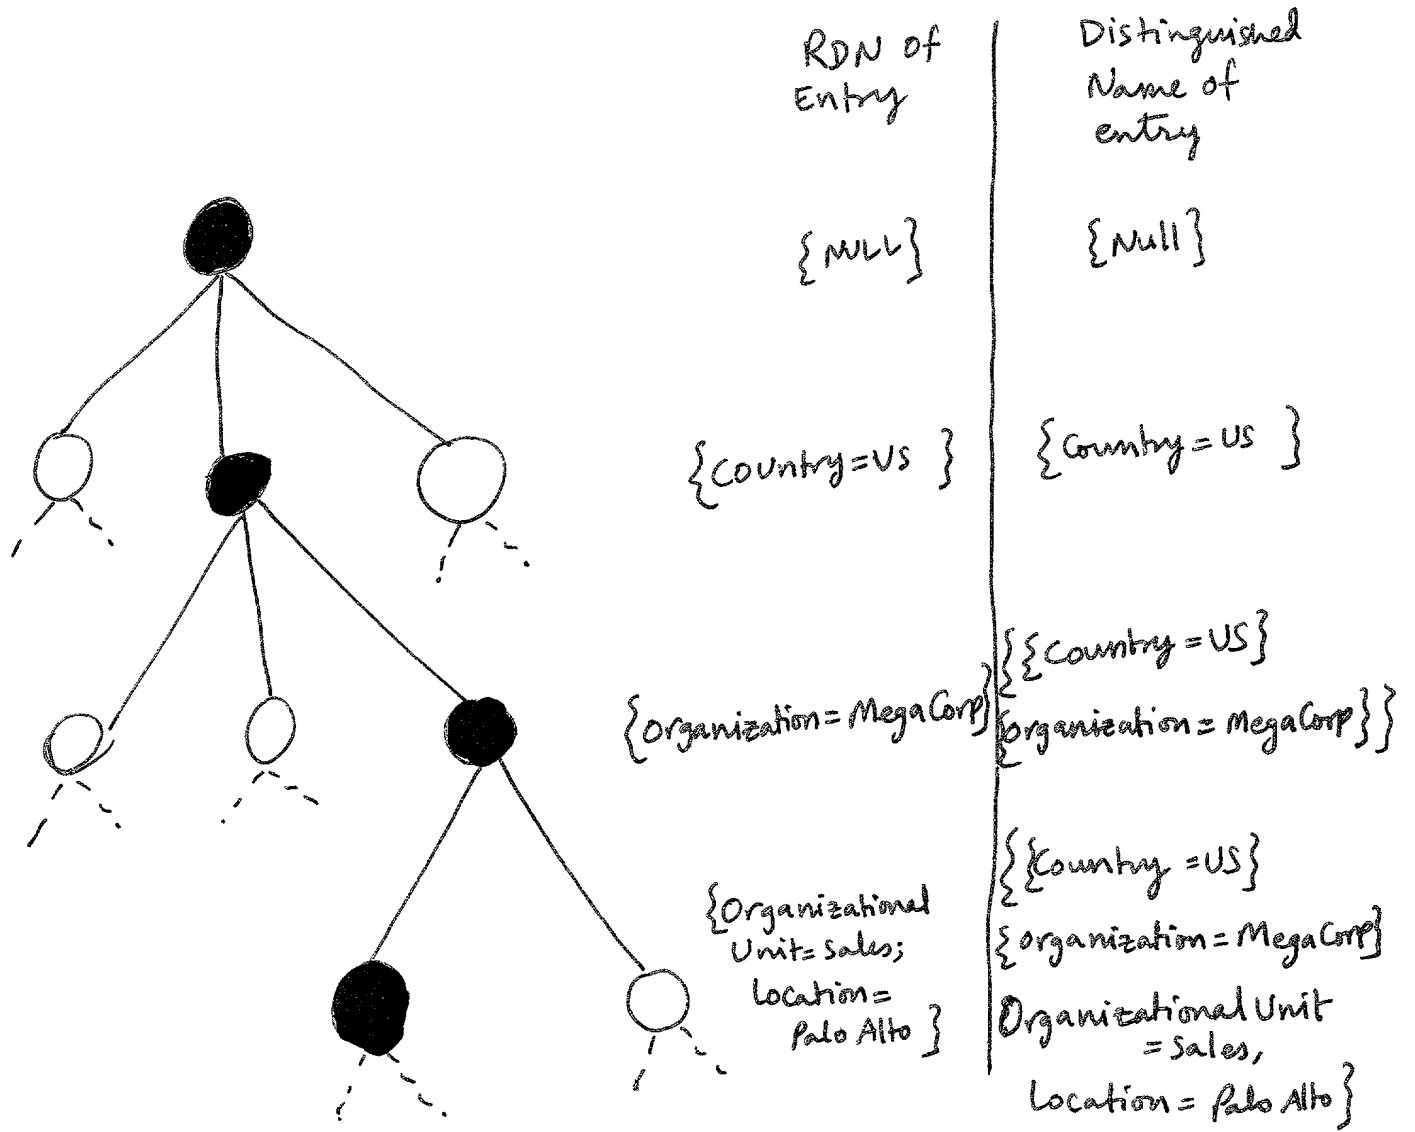 RDN of
Entry
Distinguished
Name of
entry
{NULL}
{Null}
{Country=US }
{Country=US }
{Organization=MegaCorp}
{{Country=US}
{Organization=MegaCorp}}
{Organizational
Unit=Sales;
Location=
Palo Alto }
{{Country=US}
{organization=MegaCorp}
Organizational Unit
=Sales,
Location=Palo Alto}